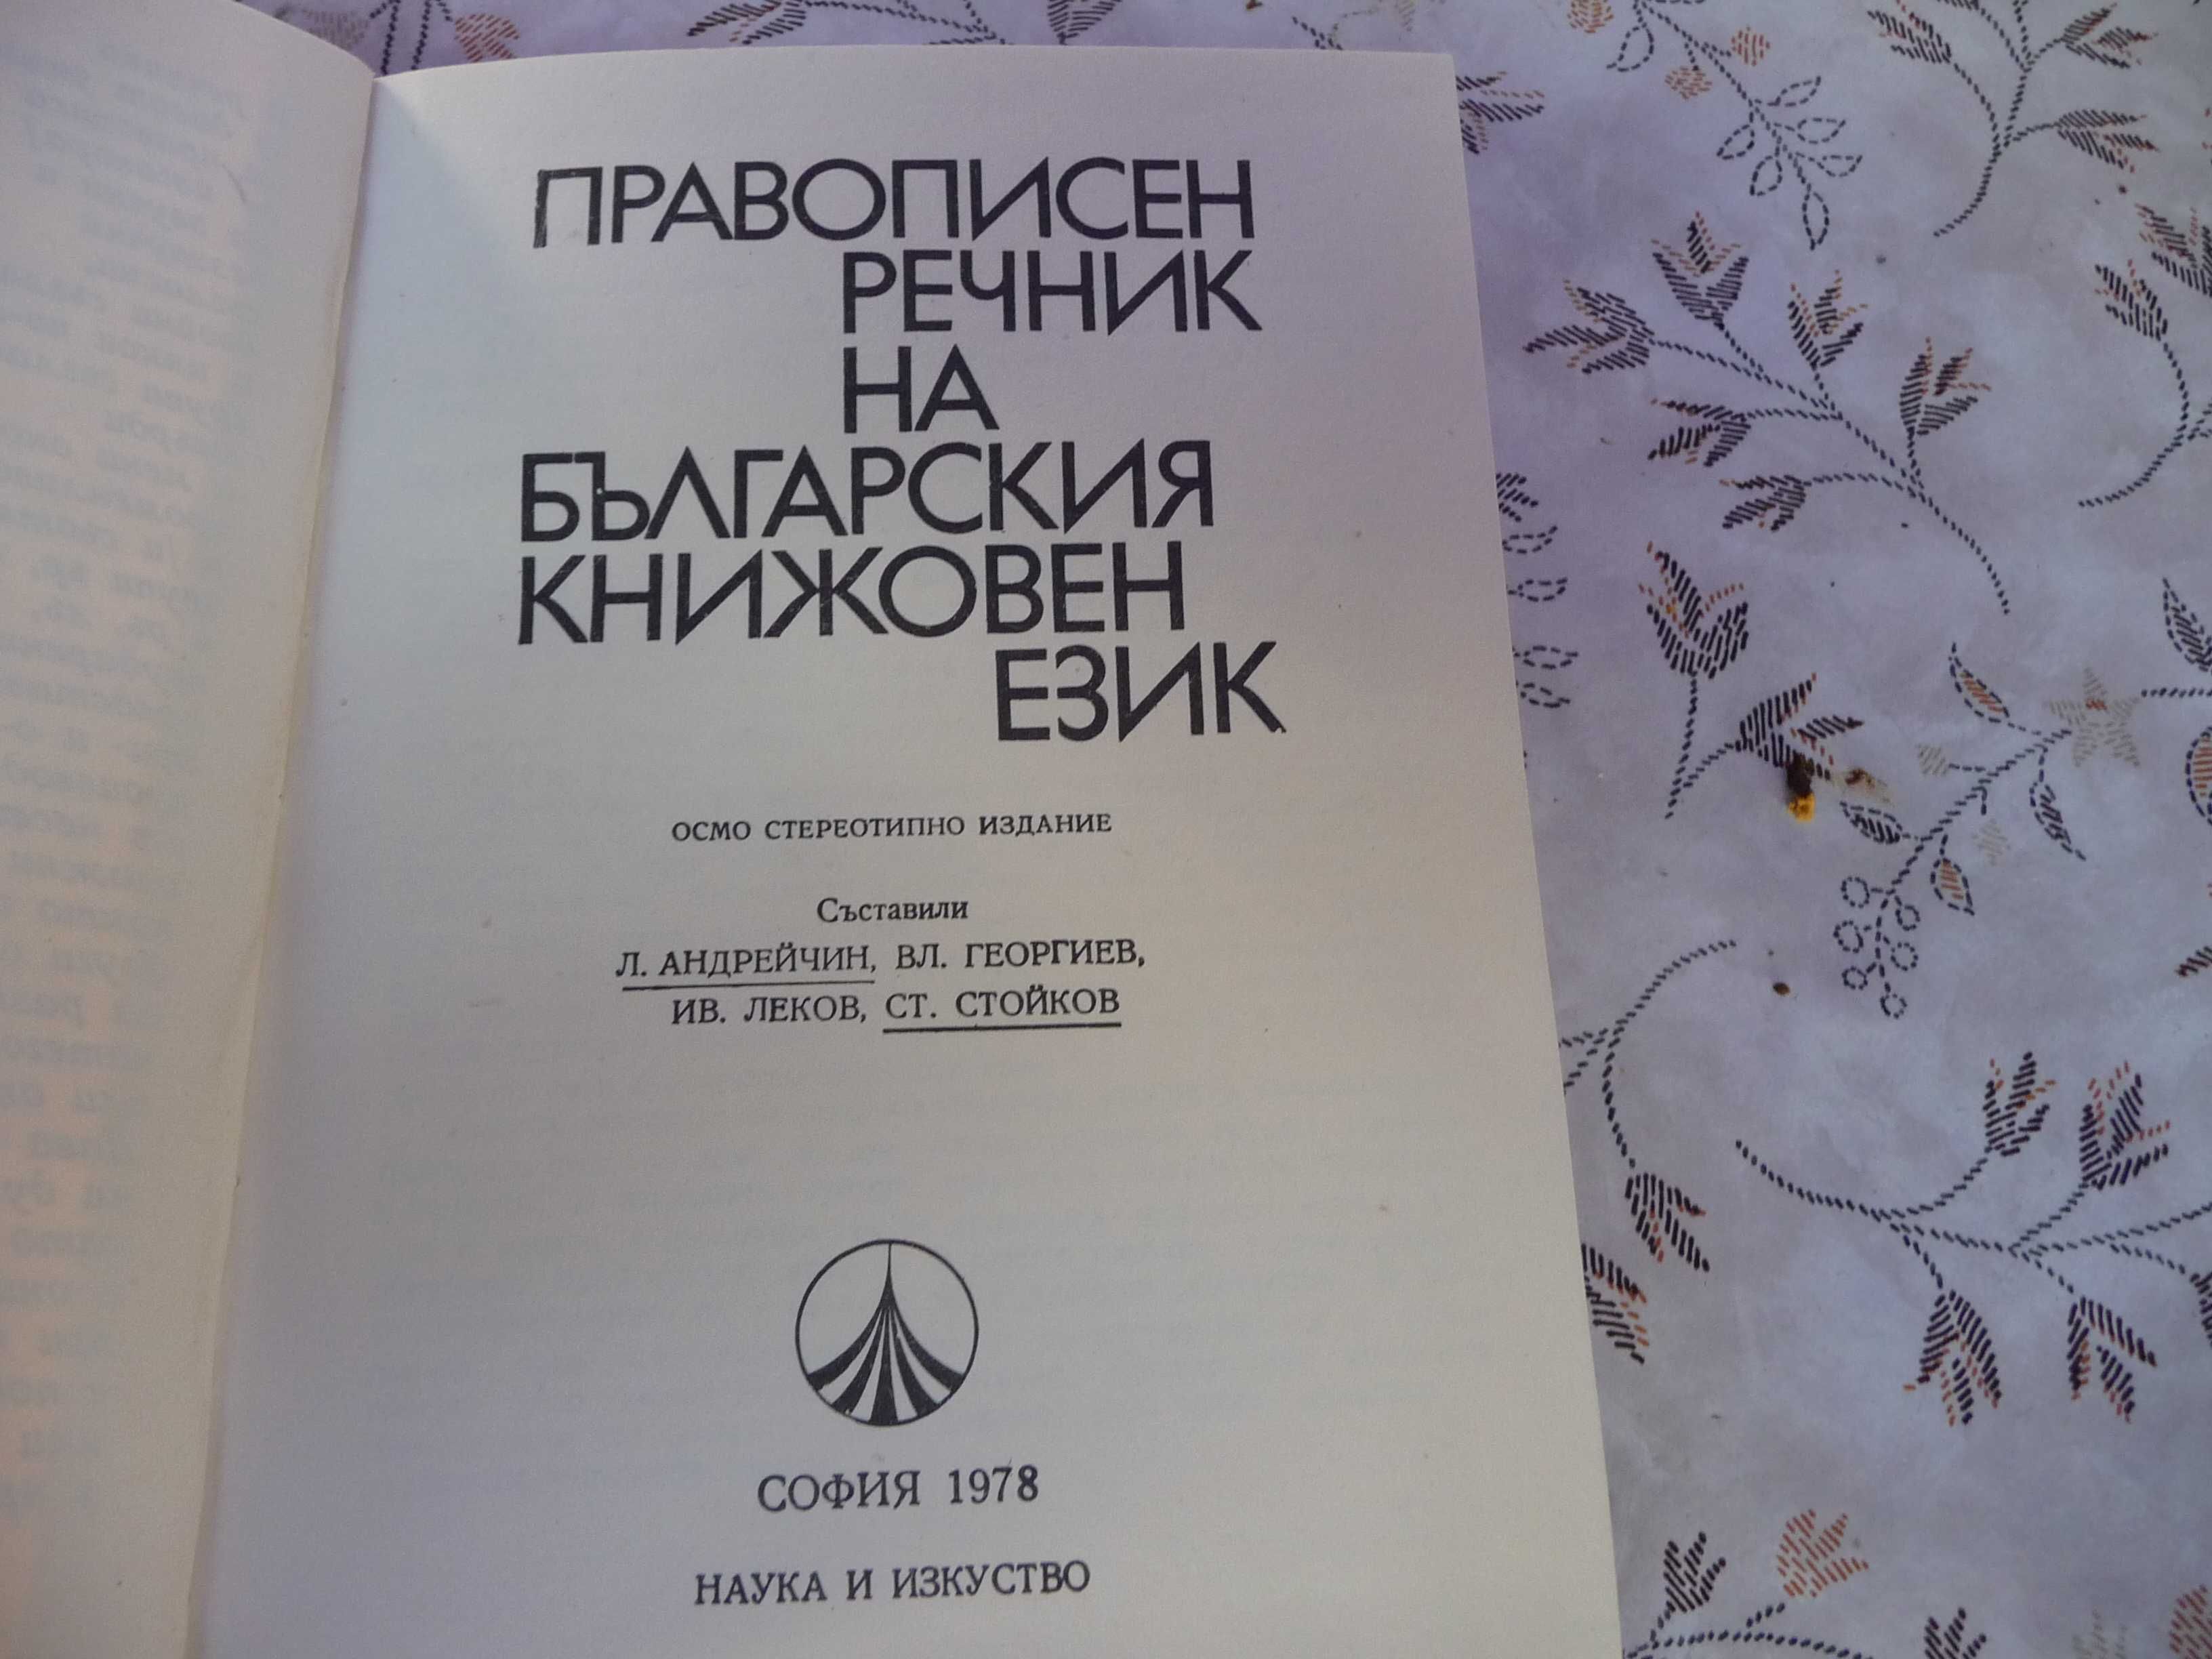 ПРАВОПИСЕН
РЕЧНИК
НА
БЪЛГАРСКИЯ
КНИЖОВЕН
ЕЗИК
ОСМО СТЕРЕОТИПНО ИЗДАНИЕ
Съставили
Л. АНДРЕЙЧИН, ВЛ. ГЕОРГИЕВ,
ИВ. ЛЕКОВ, СТ. СТОЙКОВ
СОФИЯ 1978
НАУКА И ИЗКУСТВО